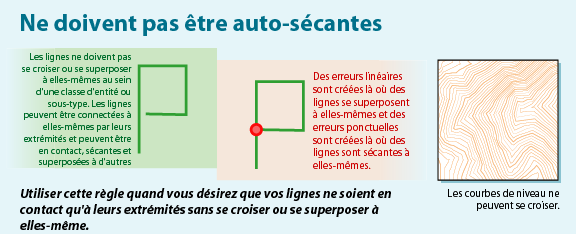 Ne doivent pas être auto-sécantes
Les lignes ne doivent pas
se croiser ou se superposer
à elles-mêmes au sein
d'une classe d'entité ou
sous-type. Les lignes
peuvent être connectées à
elles-mêmes par leurs
extrémités et peuvent être
en contact, sécantes et
superposées à d'autres
Des erreurs linéaires
sont créées là où des
lignes se superposent
à elles-mêmes et des
erreurs ponctuelles
sont créées là où des
lignes sont sécantes à
elles-mêmes.
Utiliser cette règle quand vous désirez que vos lignes ne soient en
contact qu'à leurs extrémités sans se croiser ou se superposer à
elles-même.
Les courbes de niveau ne
peuvent se croiser.